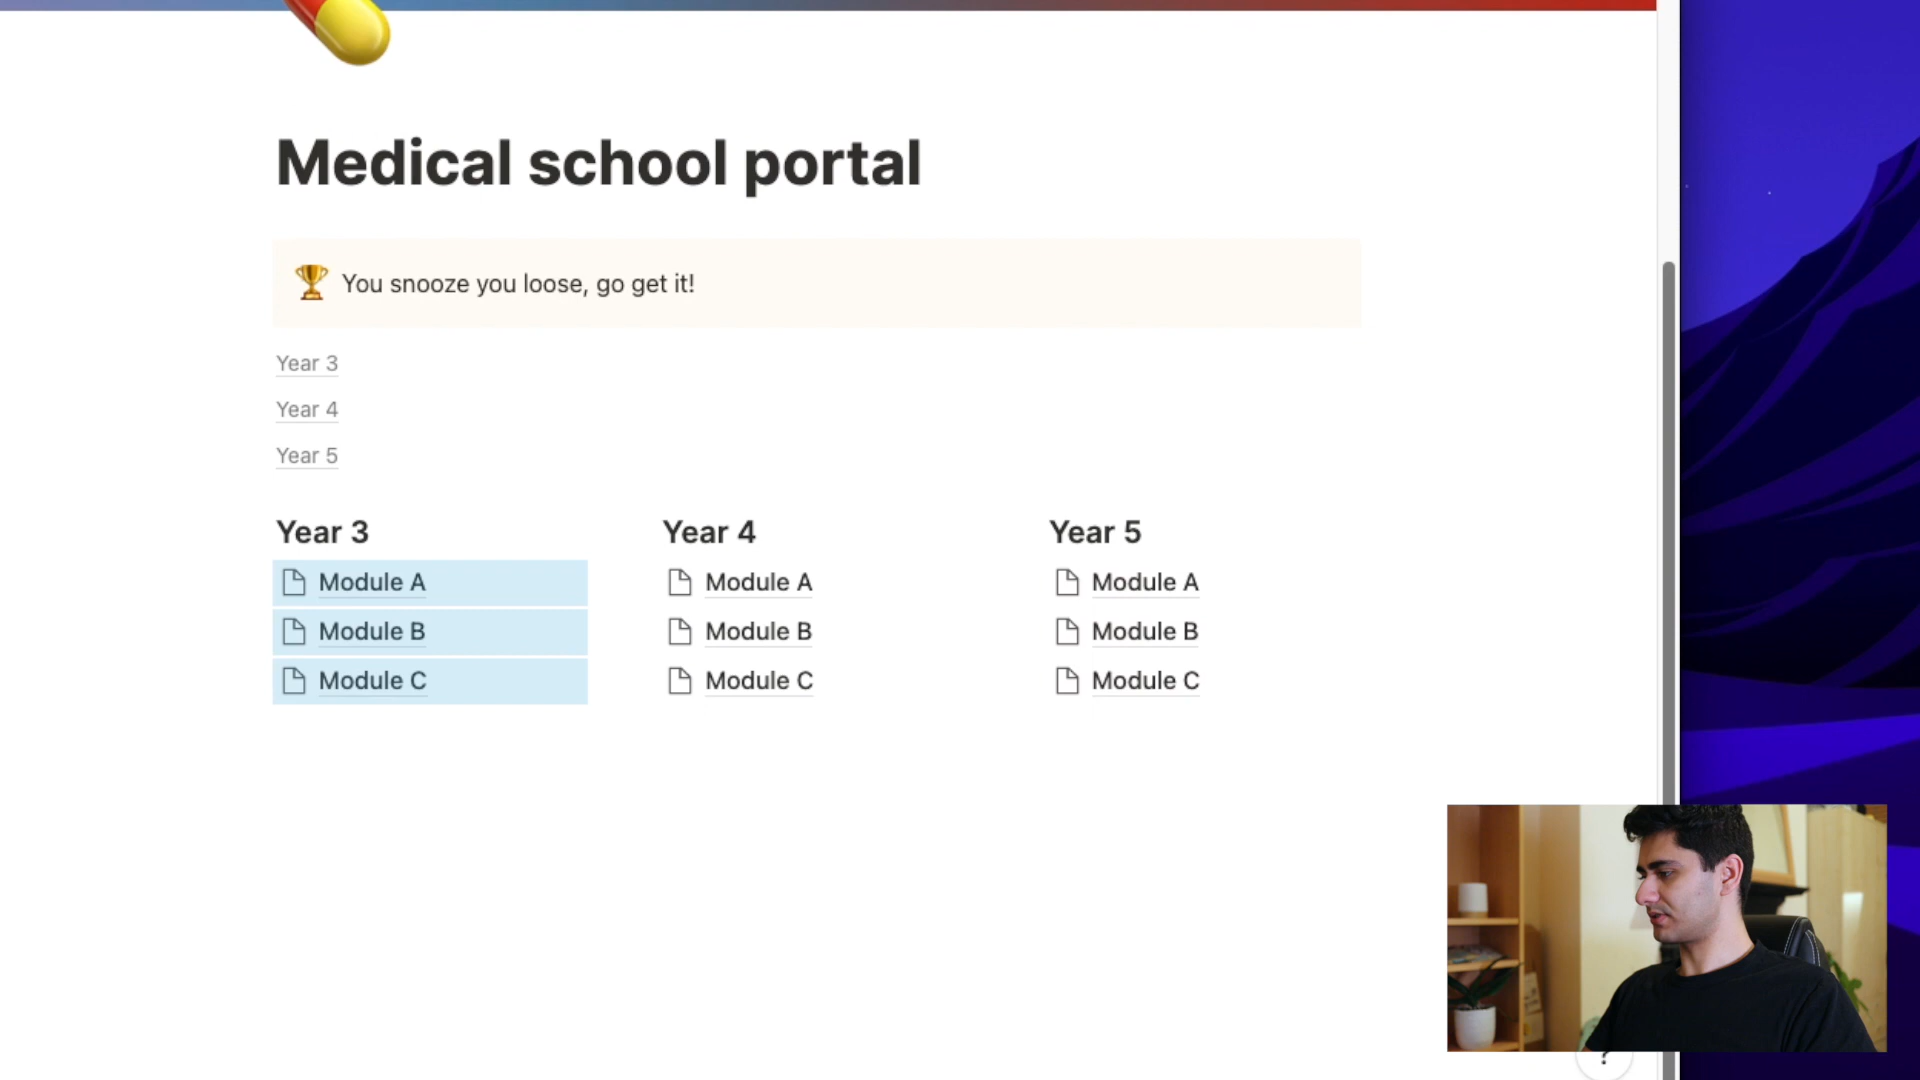 Medical school portal
You snooze you loose, go get it!
Year 3
Year 4
Year 5
Year 3
Module A
Module B
Module C
Year 4
Module A
Module B
Module C
Year 5
Module A
Module B
Module C
?